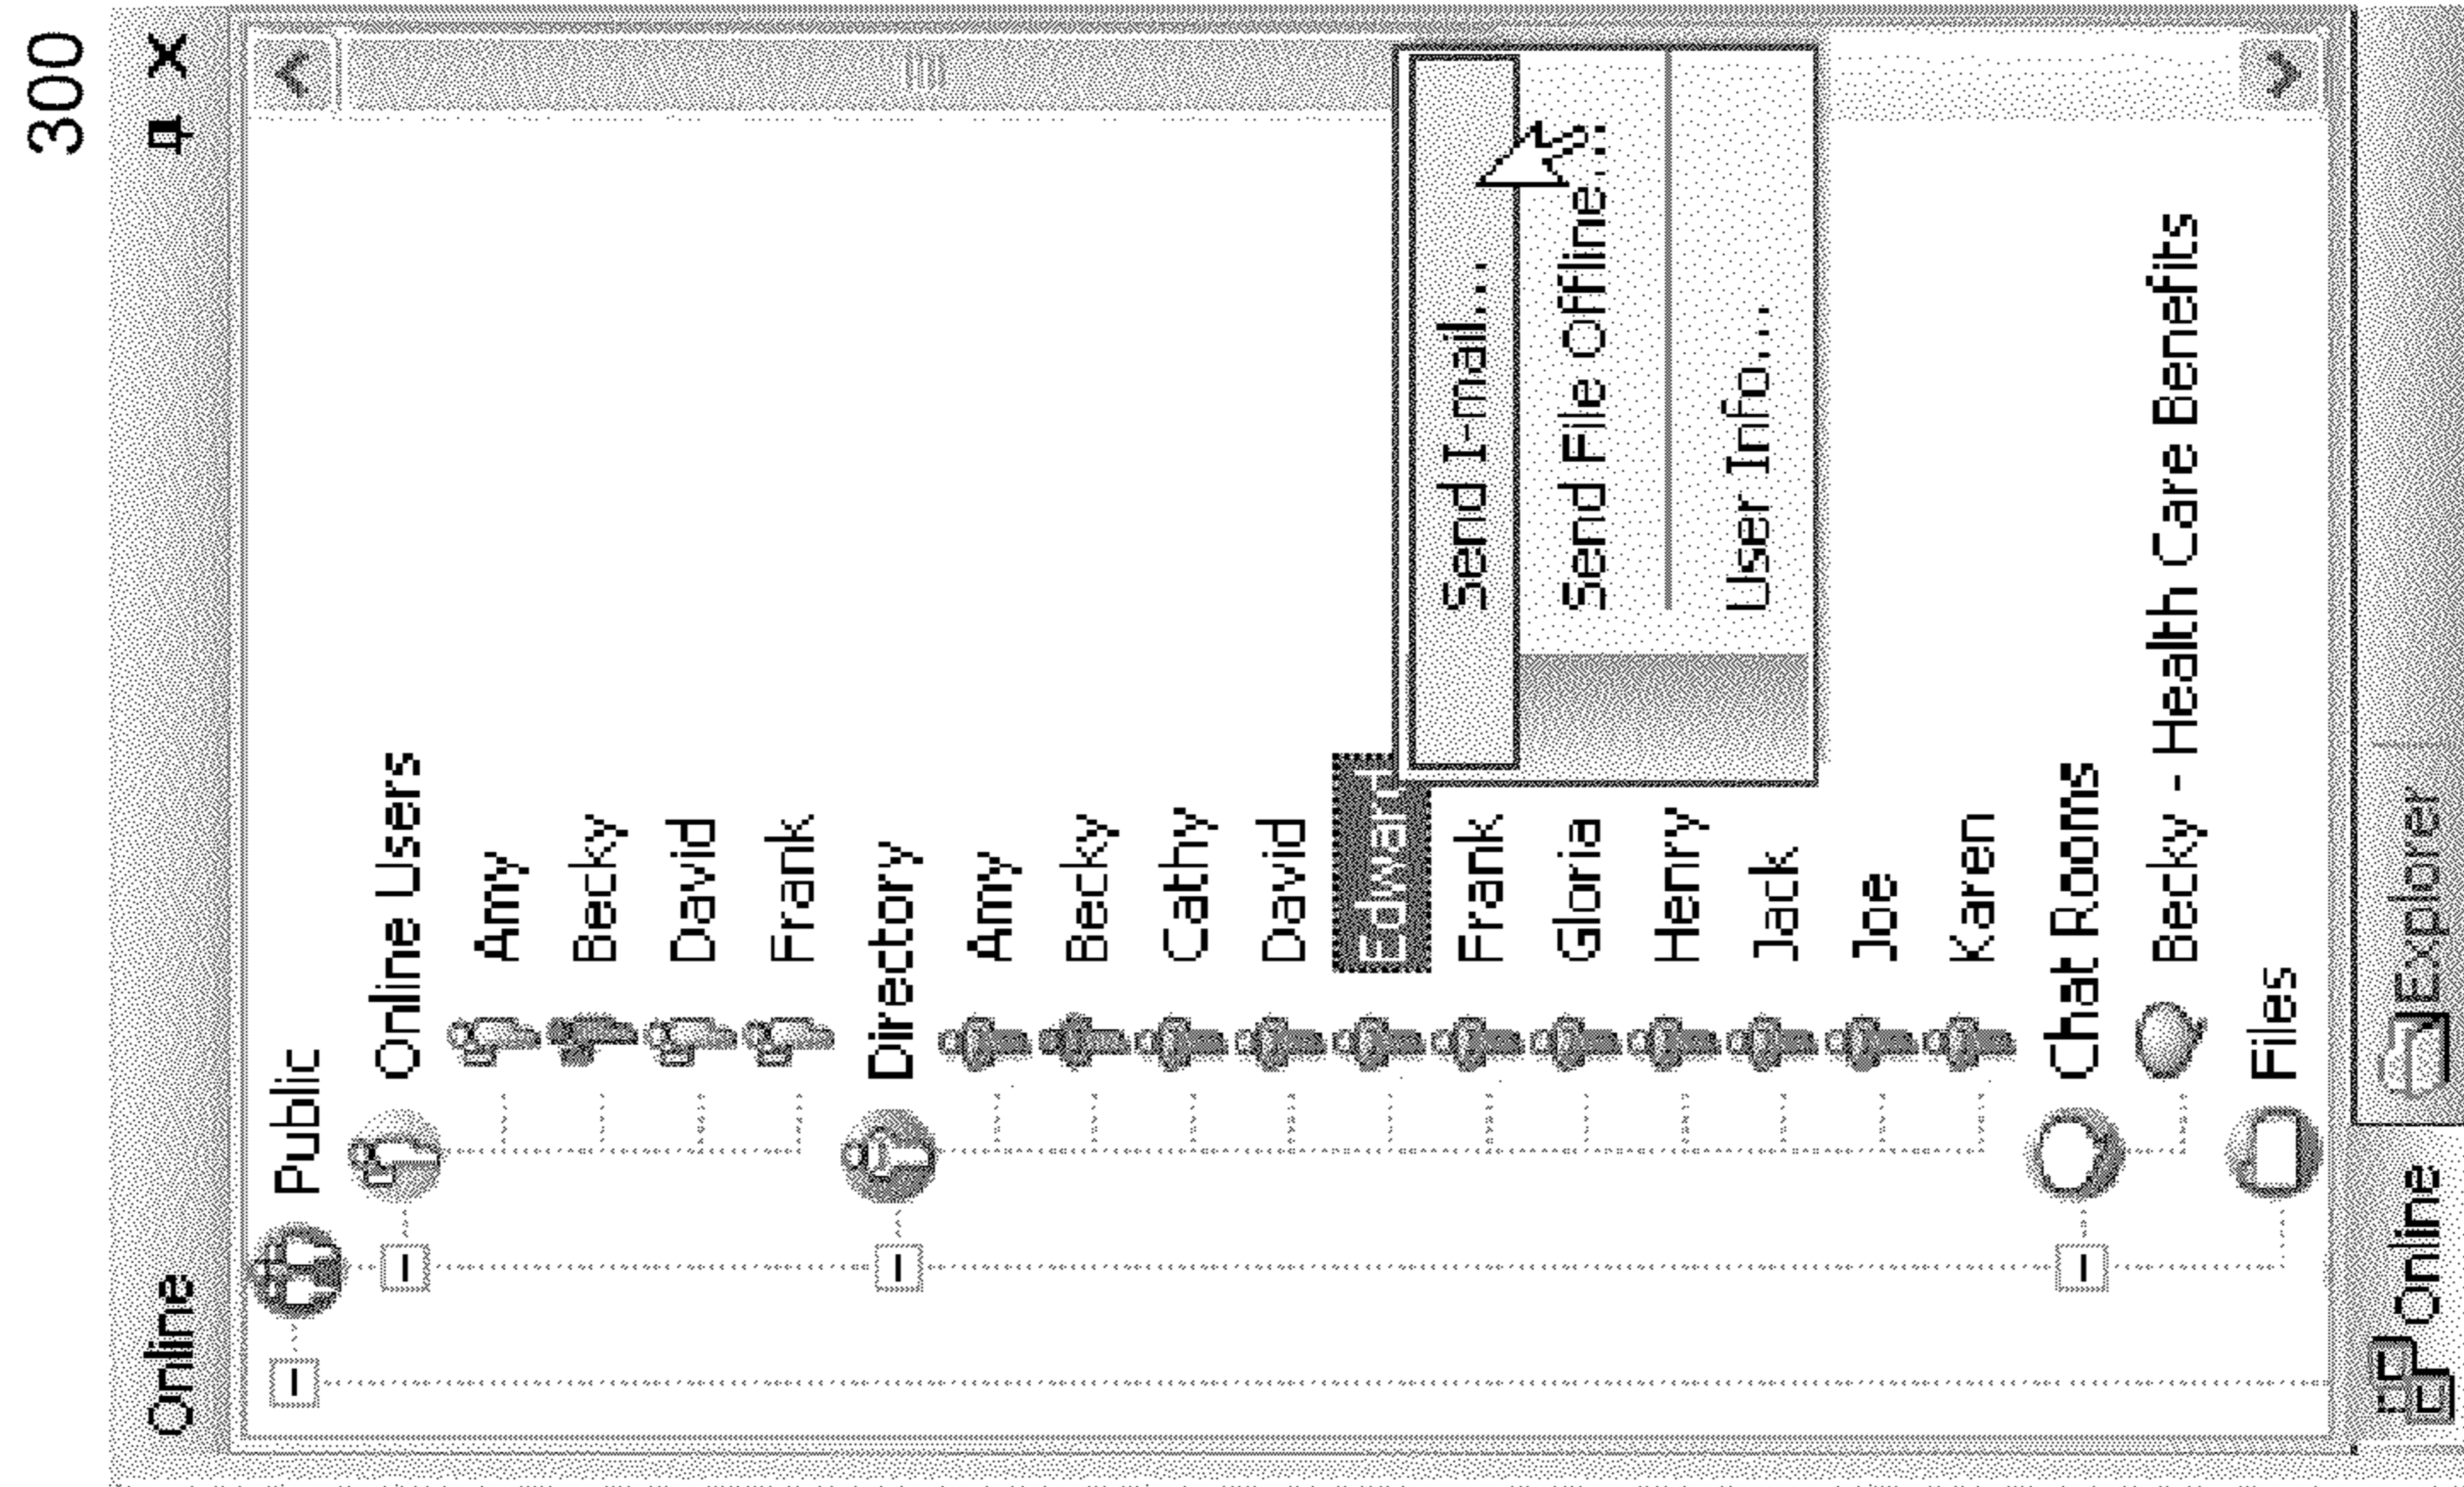 300
Online
Public
Online Users
Amy
Becky
David
Frank
Directory
Amy
Becky
Cathy
David
Edward
Send I-mail...
Send File Offline...
User Info...
Frank
Gloria
Henry
Jack
Joe
Karen
Chat Rooms
Becky - Health Care Benefits
Files
Online Explorer